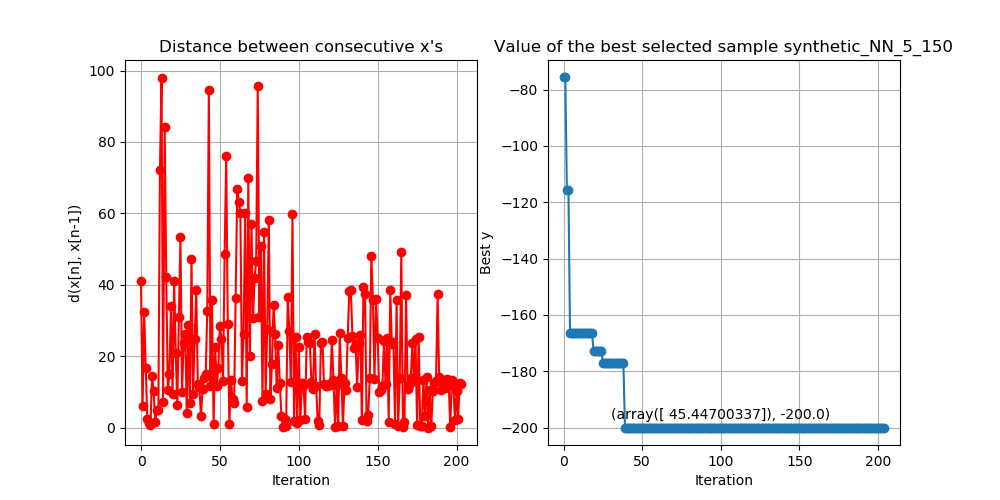 Distance between consecutive x's
100
80
60
40
20
0
d(x[n], x[n-1])
0 50 100 150 200
Iteration
Value of the best selected sample synthetic_NN_5_150
−80
−100
−120
−140
−160
−180
−200
Best y
(array([ 45.44700337]), -200.0)
0 50 100 150 200
Iteration